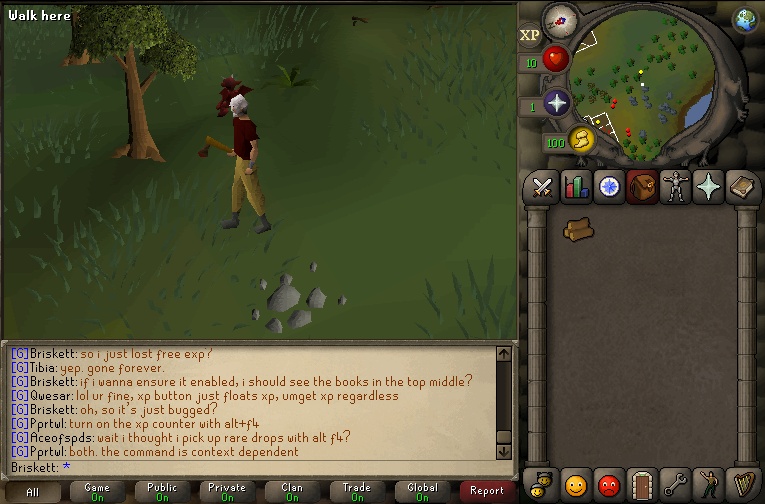 Walk here
XP
10
1
100
[G]Briskett: so i just lost free exp?
[G]Tibia: yep. gone forever.
[G]Briskett: if i wanna ensure it enabled, i should see the books in the top middle?
[G]Qwesar: lol ur fine, xp button just floats xp, umget xp regardless
[G]Briskett: oh, so it's just bugged?
[G]Pprtwl: turn on the xp counter with alt+f4
[G]Aceofspds: wait i thought i pick up rare drops with alt f4?
[G]Pprtwl: both. the command is context dependent
Briskett: *
All Game Public Private Clan Trade Global Report
On On On On On On